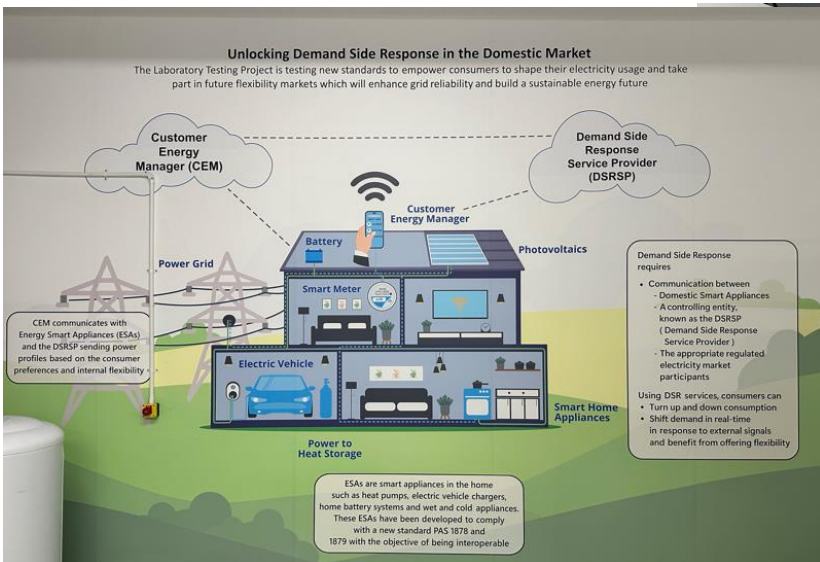 Unlocking Demand Side Response in the Domestic Market
The Laboratory Testing Project is testing new standards to empower consumers to shape their electricity usage and take
part in future flexibility markets which will enhance grid reliability and build a sustainable energy future
Customer
Energy
Manager (CEM)
Demand Side
Response
Service Provider
(DSRSP)
Customer
Energy Manager
Battery
Photovoltaics
Power Grid
Smart Meter
CEM communicates with
Energy Smart Appliances (ESAs)
and the DSRSP sending power
profiles based on the consumer
preferences and internal flexibility
Electric Vehicle
Smart Home
Appliances
Power to
Heat Storage
Demand Side Response
requires
• Communication between
- Domestic Smart Appliances
- A controlling entity,
known as the DSRSP
( Demand Side Response
Service Provider )
- The appropriate regulated
electricity market
participants
Using DSR services, consumers can
• Turn up and down consumption
• Shift demand in real-time
in response to external signals
and benefit from offering flexibility
ESAs are smart appliances in the home
such as heat pumps, electric vehicle chargers,
home battery systems and wet and cold appliances.
These ESAs have been developed to comply
with a new standard PAS 1878 and
1879 with the objective of being interoperable